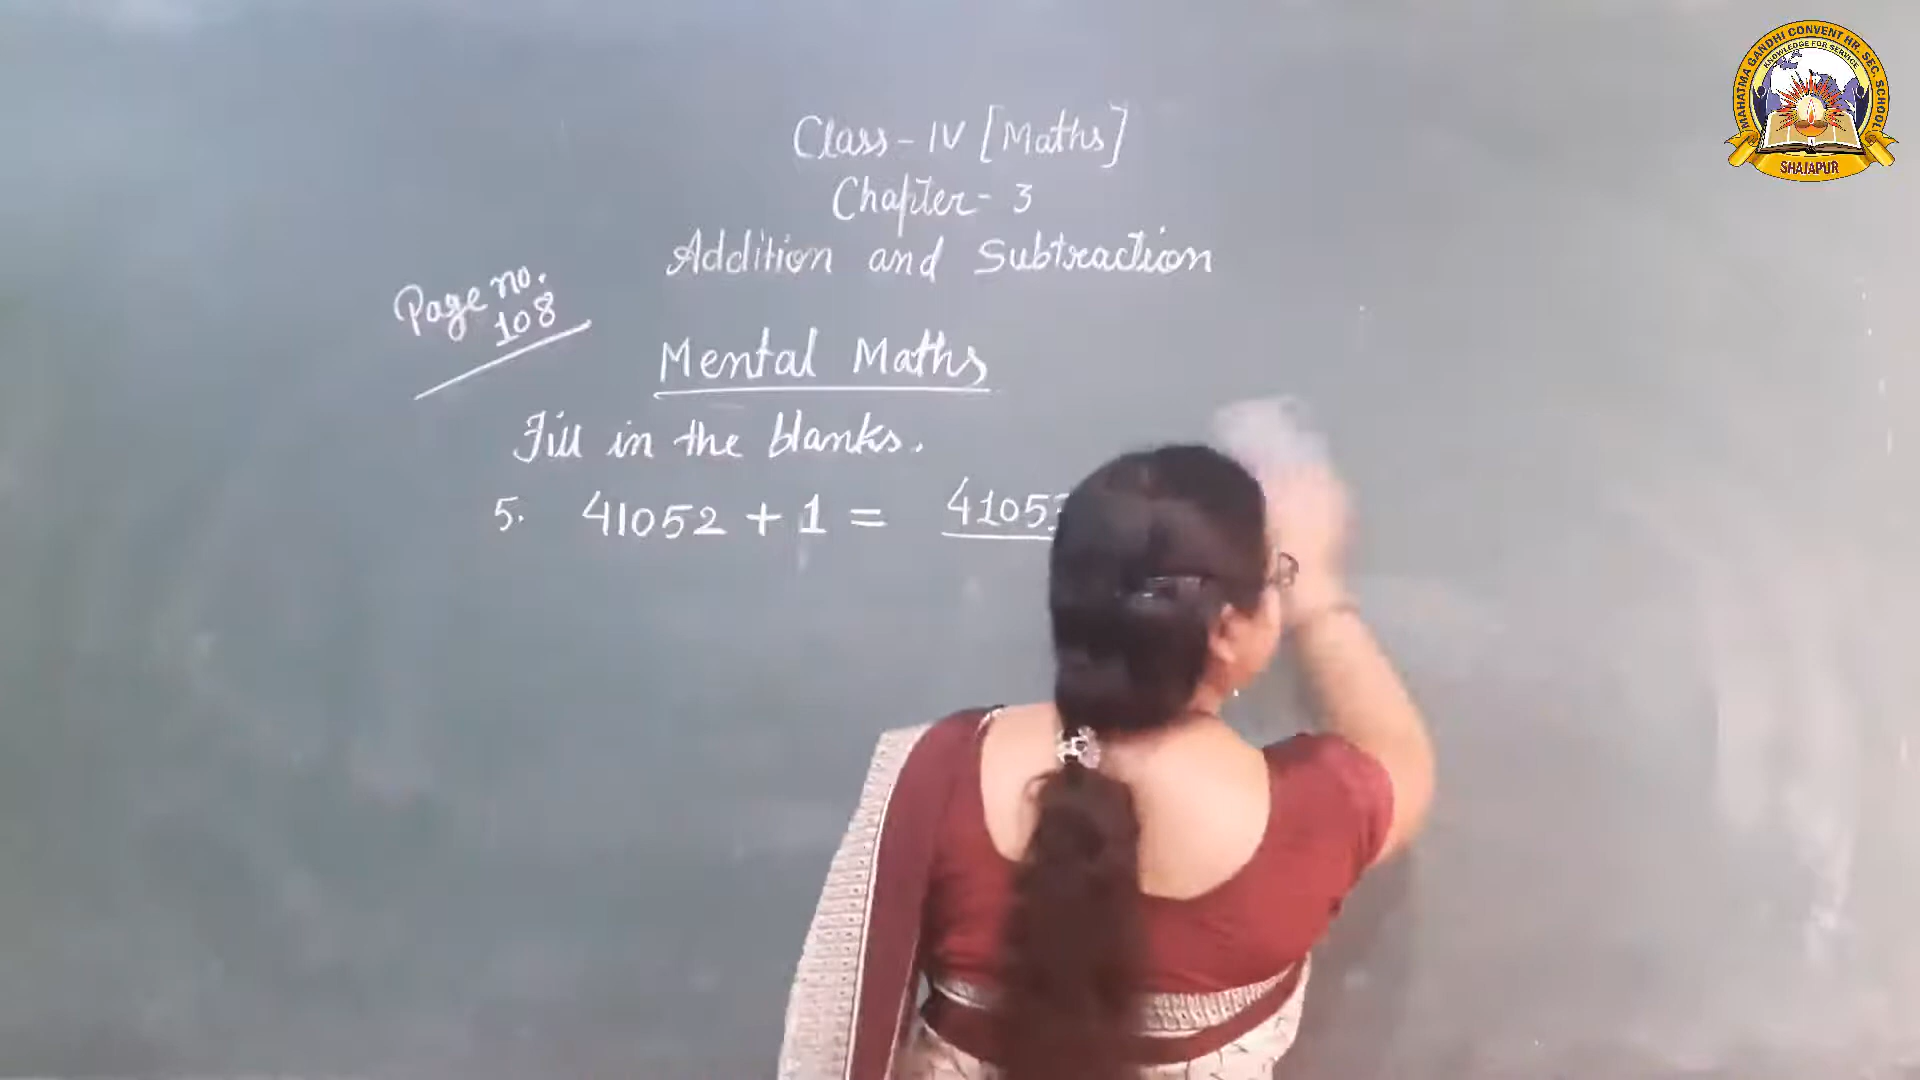 MAHATMA GANDHI CONVENT HR. SEC. SCHOOL
KNOWLEDGE FOR SERVICE
SHAJAPUR
Class - IV [Maths]
Chapter - 3
Addition and Subtraction
Page no.
108
Mental Maths
Fill in the blanks.
5. 41052 + 1 = 4105